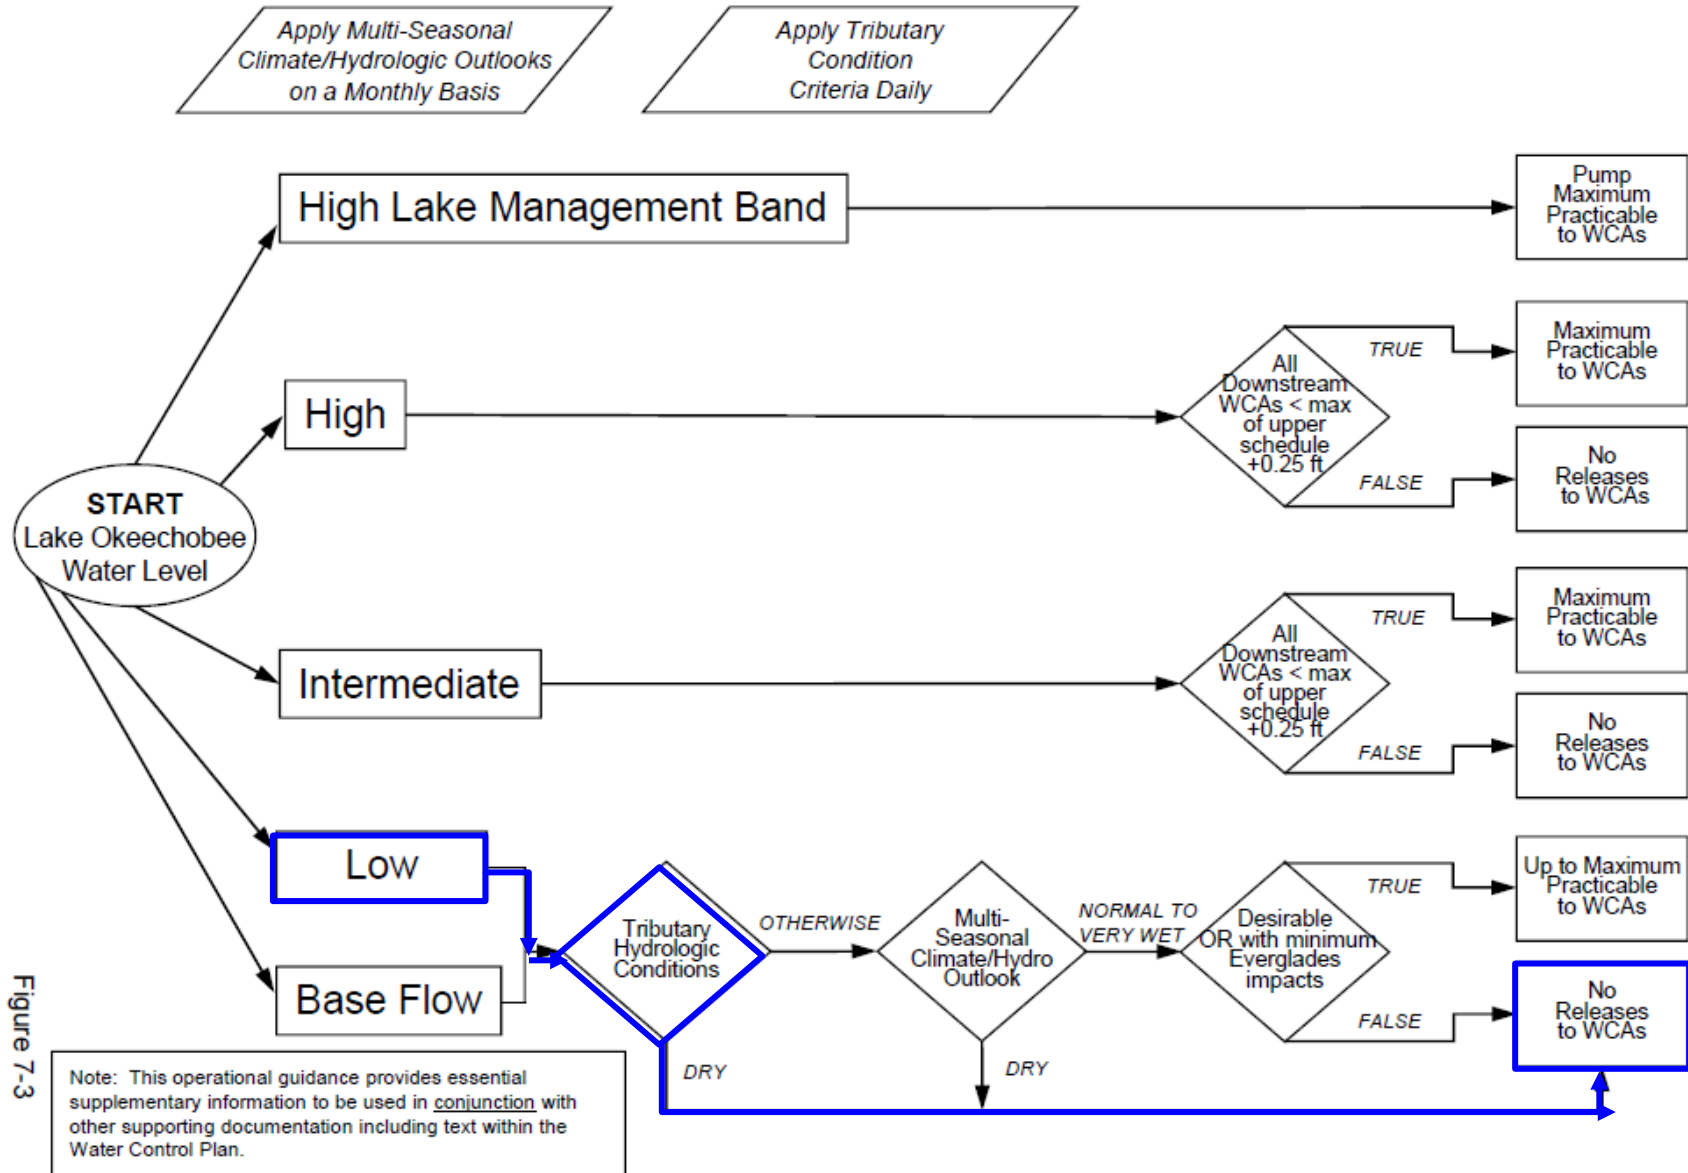 Apply Multi-Seasonal
Climate/Hydrologic Outlooks
on a Monthly Basis
Apply Tributary
Condition
Criteria Daily
High Lake Management Band
Pump
Maximum
Practicable
to WCAs
High
All
Downstream
WCAs < max
of upper
schedule
+0.25 ft
TRUE
Maximum
Practicable
to WCAs
FALSE
No
Releases
to WCAs
START
Lake Okeechobee
Water Level
Intermediate
All
Downstream
WCAs < max
of upper
schedule
+0.25 ft
TRUE
Maximum
Practicable
to WCAs
FALSE
No
Releases
to WCAs
Low
Base Flow
Tributary
Hydrologic
Conditions
OTHERWISE
DRY
Multi-
Seasonal
Climate/Hydro
Outlook
NORMAL TO
VERY WET
DRY
Desirable
OR with minimum
Everglades
impacts
TRUE
Up to Maximum
Practicable
to WCAs
FALSE
No
Releases
to WCAs
Figure 7-3
Note: This operational guidance provides essential
supplementary information to be used in conjunction with
other supporting documentation including text within the
Water Control Plan.